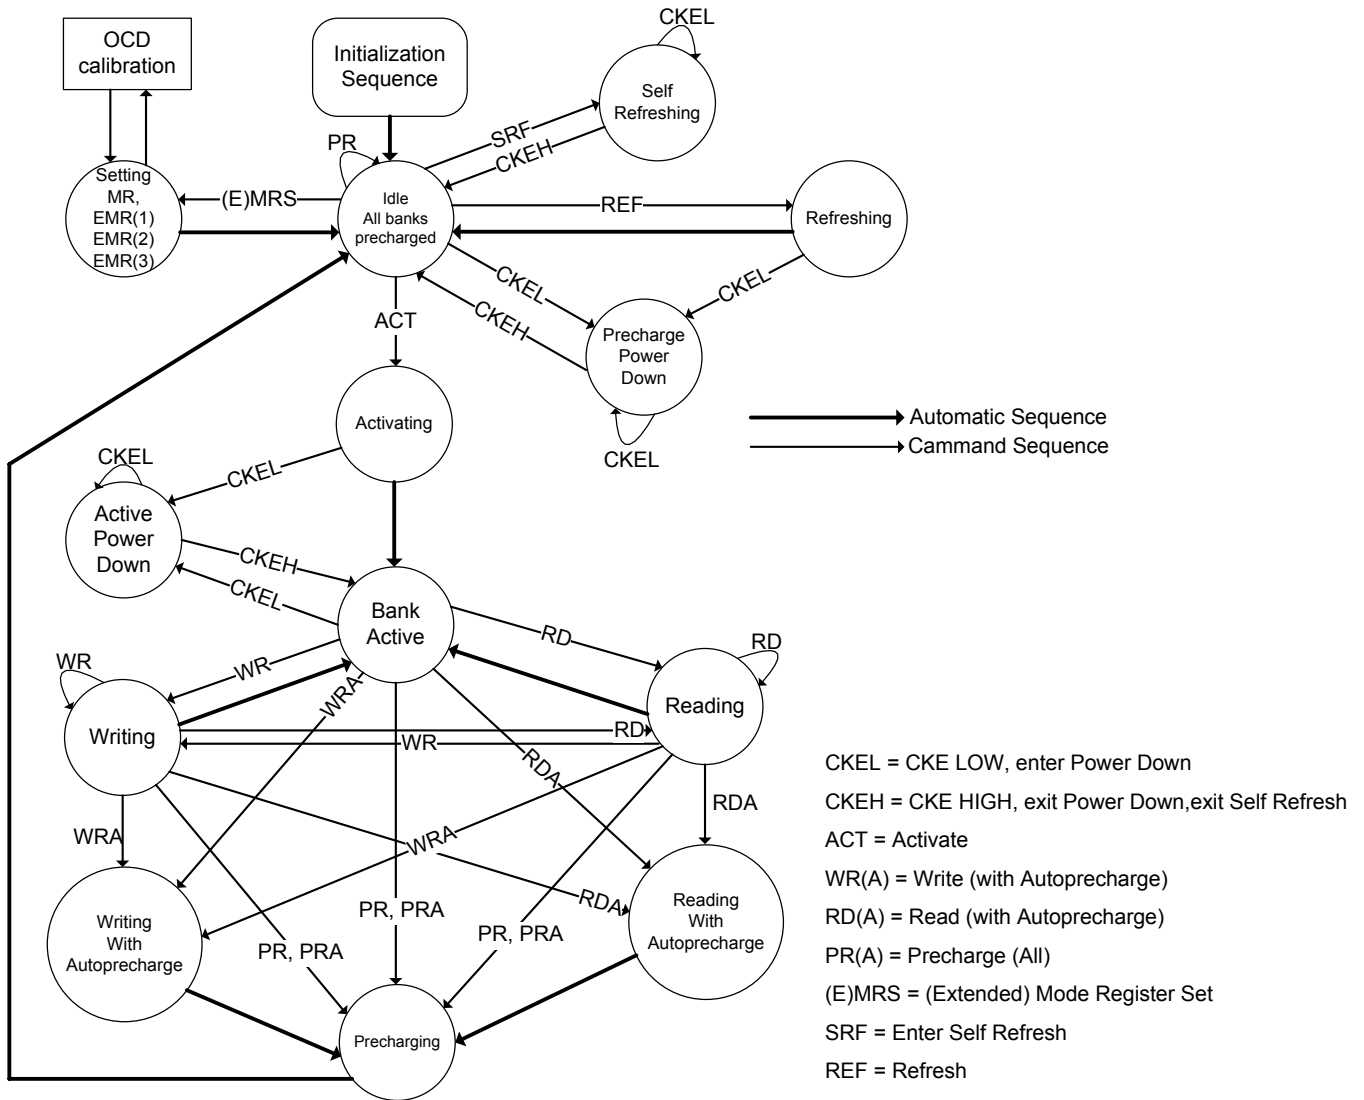 OCD
calibration
Initialization
Sequence
CKEL
Self
Refreshing
SRF
CKEH
PR
Setting
MR,
EMR(1)
EMR(2)
EMR(3)
(E)MRS
Idle
All banks
precharged
REF
Refreshing
CKEL
CKEH
CKEL
ACT
Precharge
Power
Down
CKEL
Activating
Automatic Sequence
Cammand Sequence
CKEL
CKEL
Active
Power
Down
CKEH
CKEL
Bank
Active
RD
RD
WR
WR
WRA
Reading
Writing
RD
WR
RDA
RDA
WRA
WRA
RDA
PR, PRA
PR, PRA
PR, PRA
Writing
With
Autoprecharge
Reading
With
Autoprecharge
Precharging
CKEL = CKE LOW, enter Power Down
CKEH = CKE HIGH, exit Power Down,exit Self Refresh
ACT = Activate
WR(A) = Write (with Autoprecharge)
RD(A) = Read (with Autoprecharge)
PR(A) = Precharge (All)
(E)MRS = (Extended) Mode Register Set
SRF = Enter Self Refresh
REF = Refresh